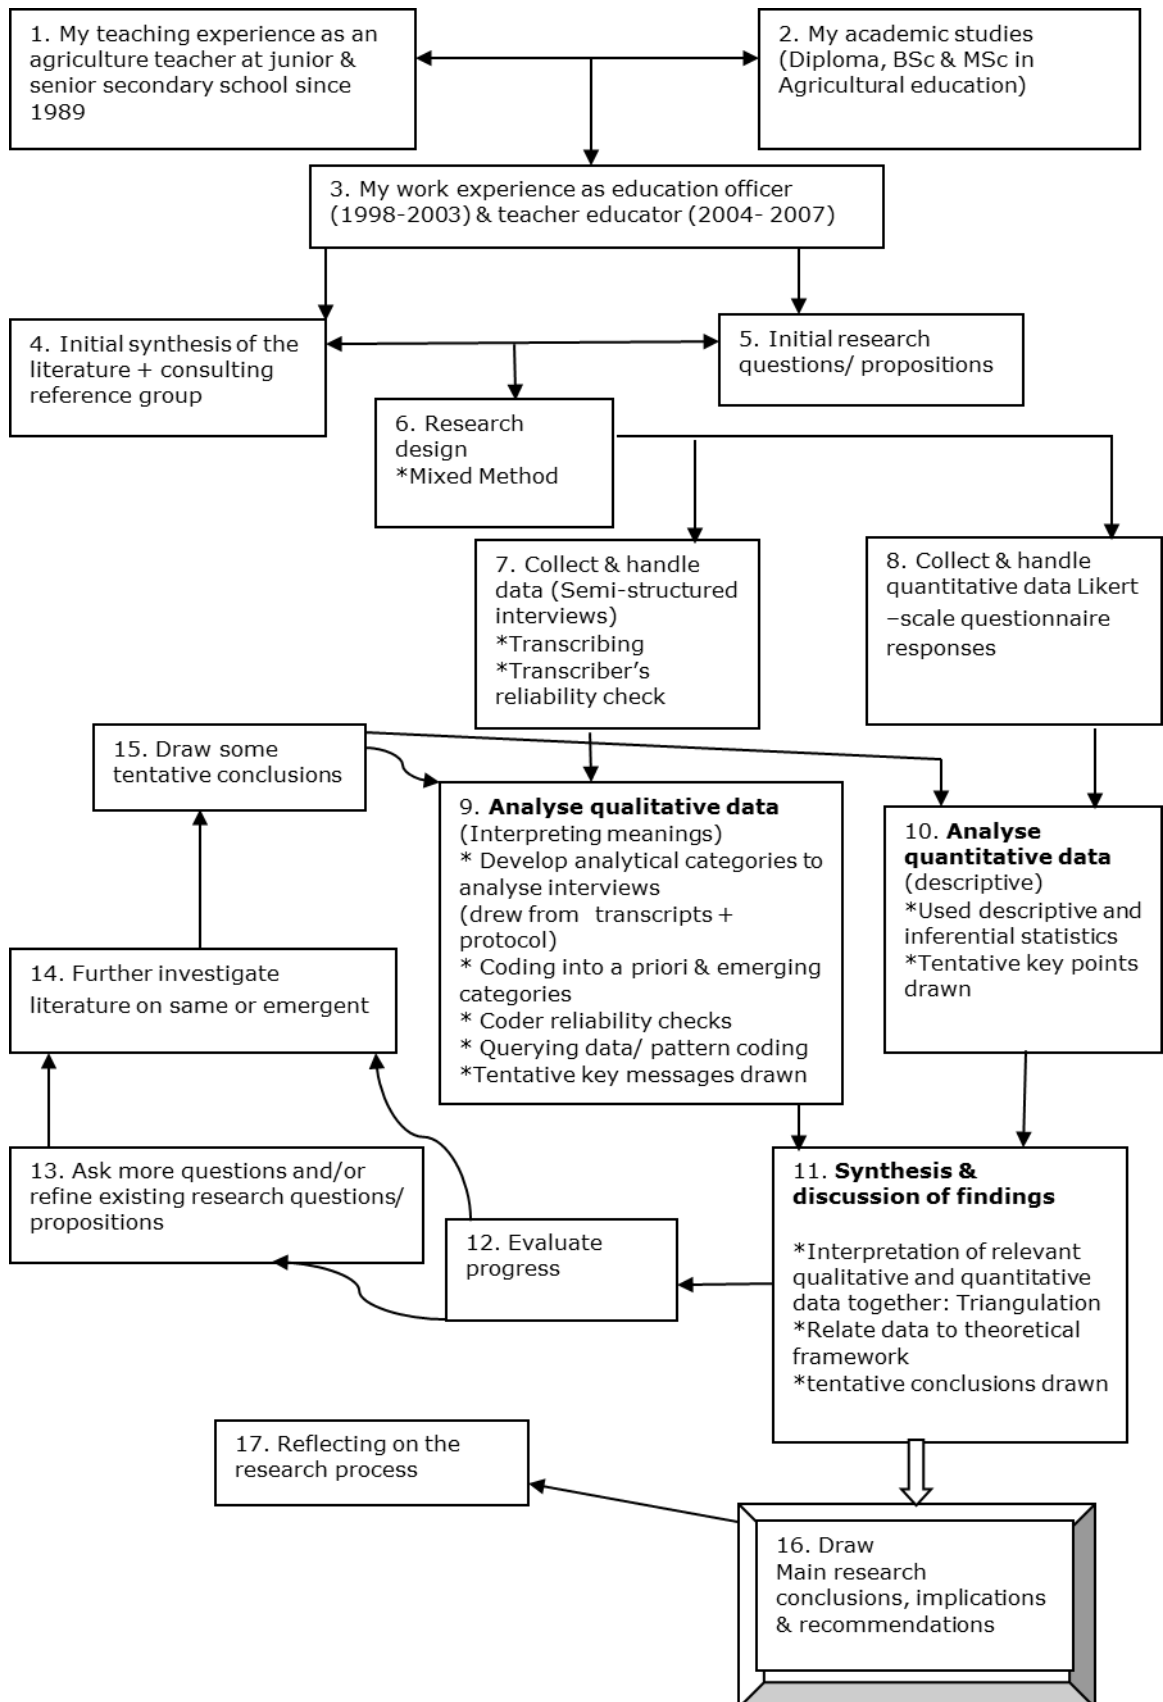 1. My teaching experience as an
agriculture teacher at junior &
senior secondary school since
1989
2. My academic studies
(Diploma, BSc & MSc in
Agricultural education)
3. My work experience as education officer
(1998-2003) & teacher educator (2004- 2007)
4. Initial synthesis of the
literature + consulting
reference group
5. Initial research
questions/ propositions
6. Research
design
*Mixed Method
7. Collect & handle
data (Semi-structured
interviews)
*Transcribing
*Transcriber’s
reliability check
8. Collect & handle
quantitative data Likert
–scale questionnaire
responses
9. Analyse qualitative data
(Interpreting meanings)
* Develop analytical categories to
analyse interviews
(drew from transcripts +
protocol)
* Coding into a priori & emerging
categories
* Coder reliability checks
* Querying data/ pattern coding
*Tentative key messages drawn
10. Analyse
quantitative data
(descriptive)
*Used descriptive and
inferential statistics
*Tentative key points
drawn
11. Synthesis &
discussion of findings
*Interpretation of relevant
qualitative and quantitative
data together: Triangulation
*Relate data to theoretical
framework
*tentative conclusions drawn
12. Evaluate
progress
13. Ask more questions and/or
refine existing research questions/
propositions
14. Further investigate
literature on same or emergent
15. Draw some
tentative conclusions
16. Draw
Main research
conclusions, implications
& recommendations
17. Reflecting on the
research process